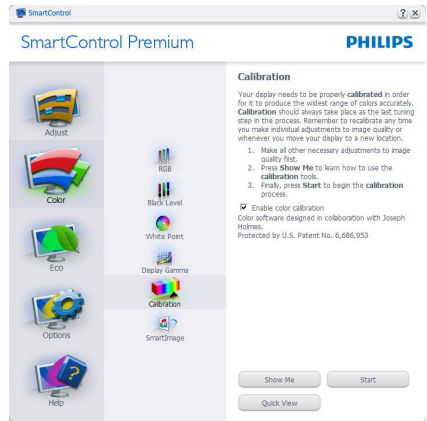 SmartControl
SmartControl Premium
PHILIPS
Adjust
Color
Eco
Options
Help
RGB
Black Level
White Point
Display Gamma
Calibration
SmartImage
Calibration
Your display needs to be properly calibrated in order
for it to produce the widest range of colors accurately.
Calibration should always take place as the last tuning
step in the process. Remember to recalibrate any time
you make individual adjustments to image quality or
whenever you move your display to a new location.
1. Make all other necessary adjustments to image
quality first.
2. Press Show Me to learn how to use the
calibration tools.
3. Finally, press Start to begin the calibration
process.
Enable color calibration
Color software designed in collaboration with Joseph
Holmes.
Protected by U.S. Patent No. 6,686,953
Show Me
Start
Quick View